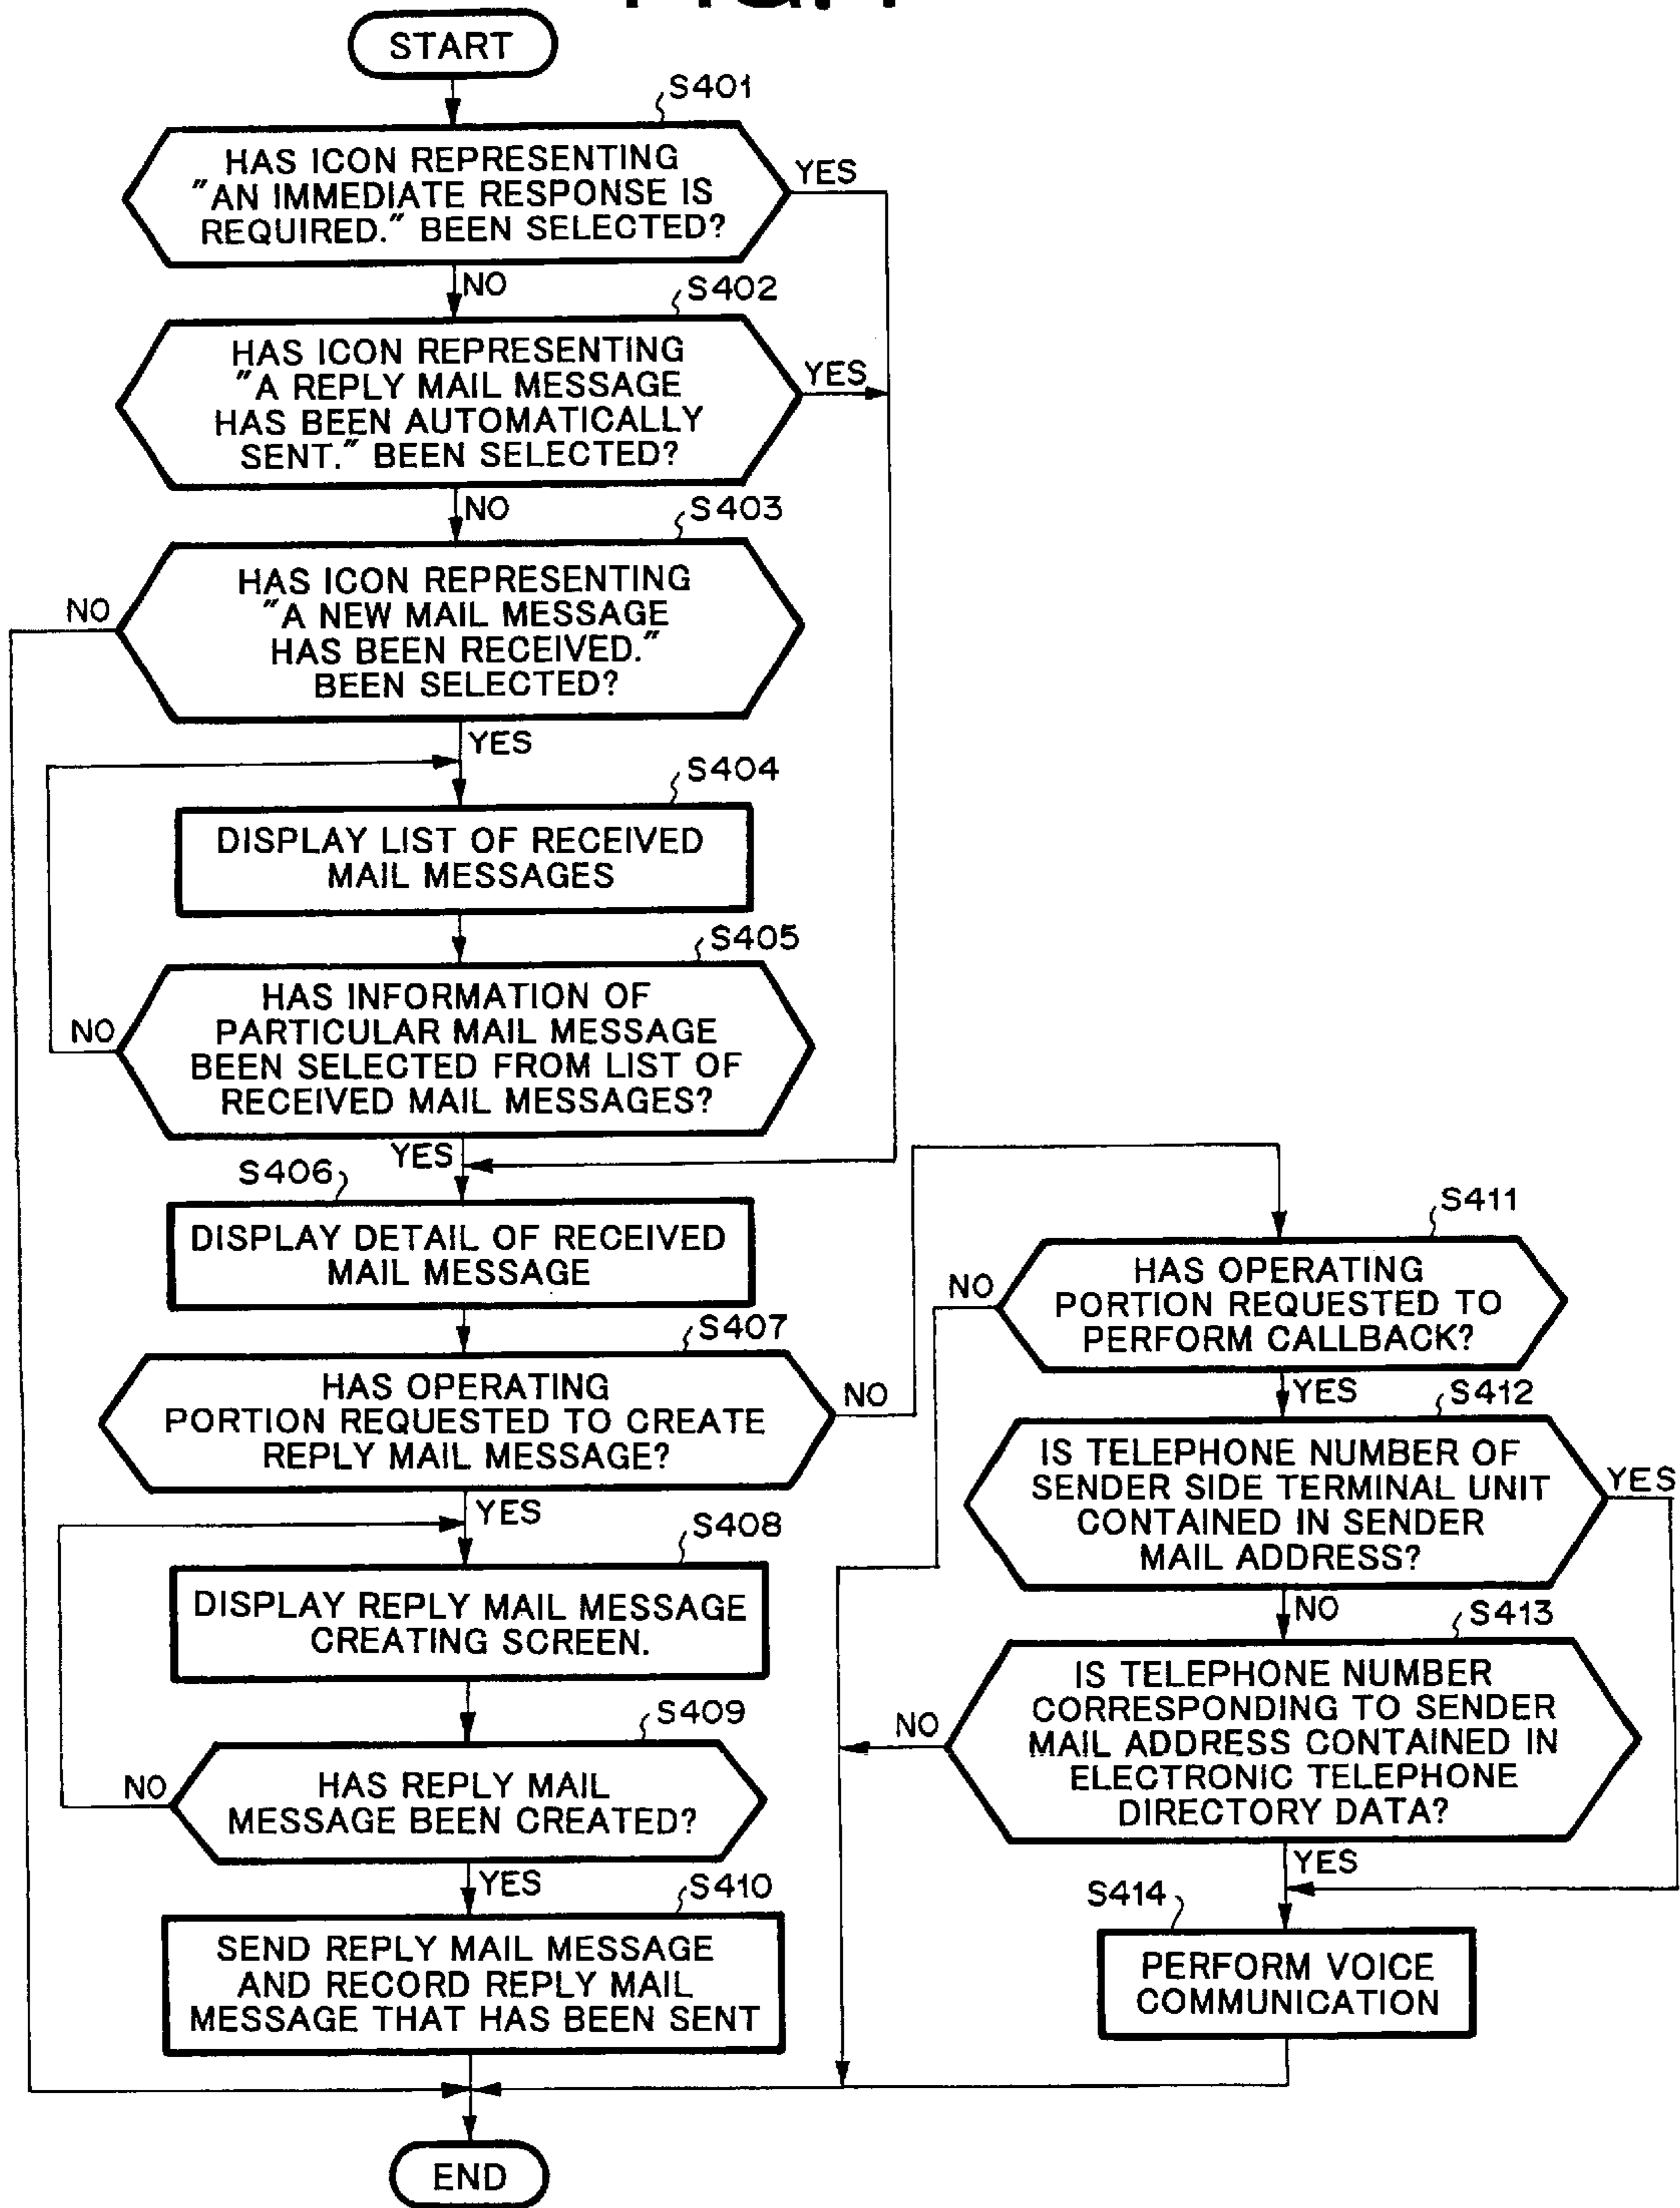 START
S401
HAS ICON REPRESENTING
"AN IMMEDIATE RESPONSE IS
REQUIRED." BEEN SELECTED?
YES
NO
S402
HAS ICON REPRESENTING
"A REPLY MAIL MESSAGE
HAS BEEN AUTOMATICALLY
SENT." BEEN SELECTED?
YES
NO
S403
HAS ICON REPRESENTING
"A NEW MAIL MESSAGE
HAS BEEN RECEIVED."
BEEN SELECTED?
NO
YES
S404
DISPLAY LIST OF RECEIVED
MAIL MESSAGES
S405
HAS INFORMATION OF
PARTICULAR MAIL MESSAGE
BEEN SELECTED FROM LIST OF
RECEIVED MAIL MESSAGES?
NO
YES
S406
DISPLAY DETAIL OF RECEIVED
MAIL MESSAGE
S407
HAS OPERATING
PORTION REQUESTED TO CREATE
REPLY MAIL MESSAGE?
NO
YES
S408
DISPLAY REPLY MAIL MESSAGE
CREATING SCREEN.
S409
HAS REPLY MAIL
MESSAGE BEEN CREATED?
NO
YES
S410
SEND REPLY MAIL MESSAGE
AND RECORD REPLY MAIL
MESSAGE THAT HAS BEEN SENT
S411
HAS OPERATING
PORTION REQUESTED TO
PERFORM CALLBACK?
NO
YES
S412
IS TELEPHONE NUMBER OF
SENDER SIDE TERMINAL UNIT
CONTAINED IN SENDER
MAIL ADDRESS?
YES
NO
S413
IS TELEPHONE NUMBER
CORRESPONDING TO SENDER
MAIL ADDRESS CONTAINED IN
ELECTRONIC TELEPHONE
DIRECTORY DATA?
NO
YES
S414
PERFORM VOICE
COMMUNICATION
END